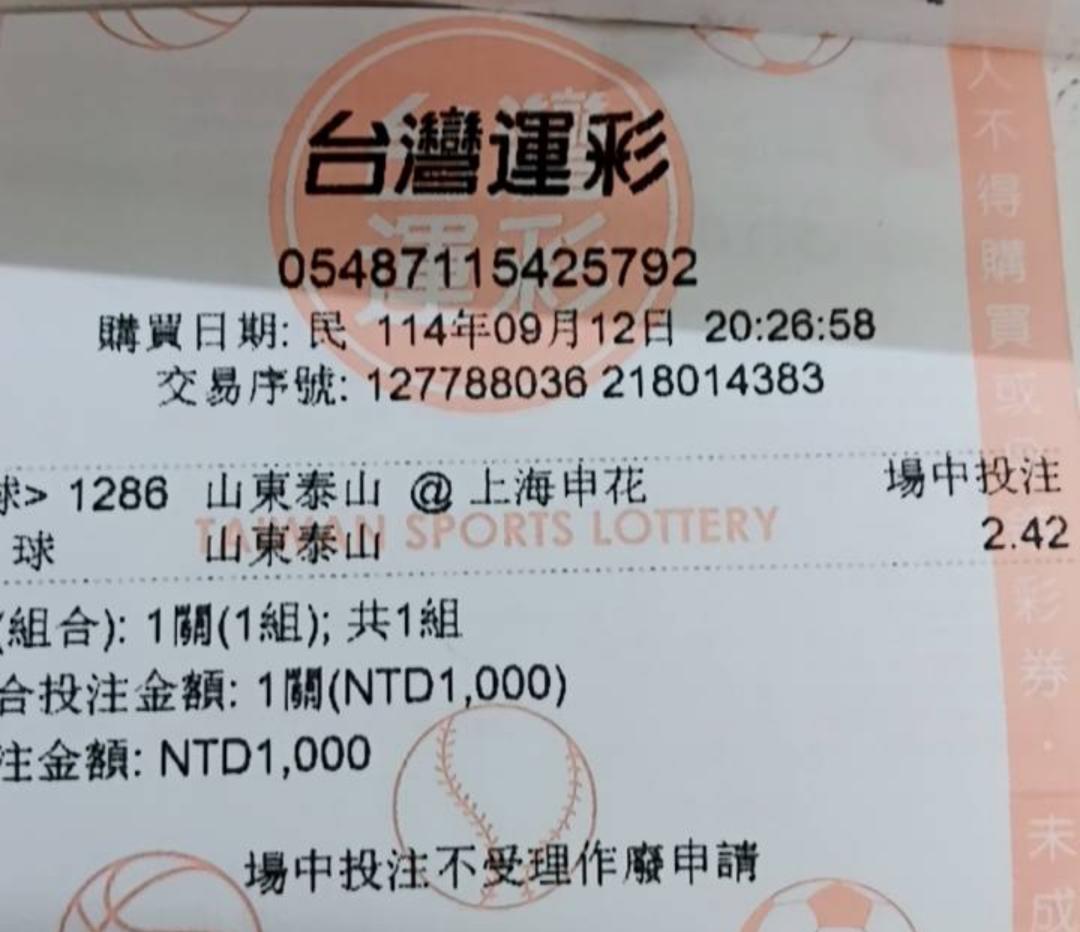 台灣運彩
台灣
運彩
05487115425792
購買日期: 民 114年09月12日 20:26:58
交易序號: 127788036 218014383
球> 1286 山東泰山 @ 上海申花 場中投注
TAIWAN SPORTS LOTTERY
球 山東泰山 2.42
(組合): 1關(1組); 共1組
合投注金額: 1關(NTD1,000)
注金額: NTD1,000
場中投注不受理作廢申請
人不得購買或
彩券.
未成